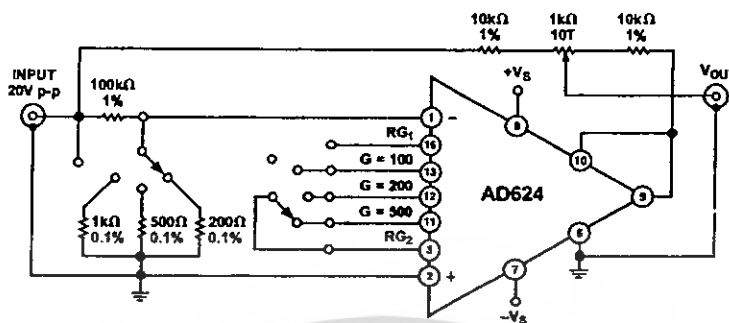 10kΩ
1%
1kΩ
10T
10kΩ
1%
INPUT
20V p-p
100kΩ
1%
+VS
VOUT
1
−
8
RG1
16
10
G = 100
13
G = 200
12
AD624
9
G = 500
11
RG2
3
6
2
+
7
−VS
1kΩ
0.1%
500Ω
0.1%
200Ω
0.1%